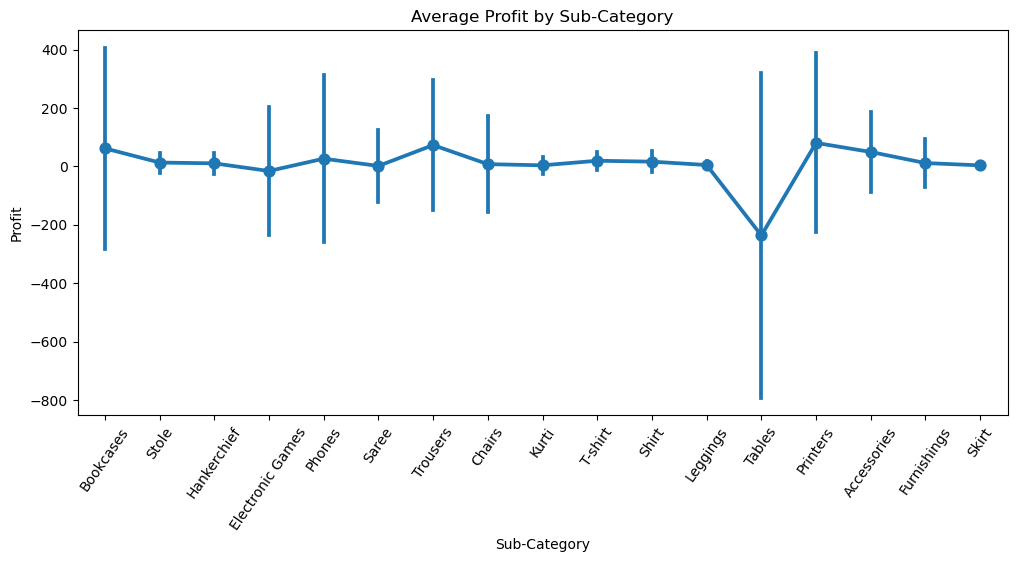 Average Profit by Sub-Category
400
200
0
−200
−400
−600
−800
Profit
Bookcases
Stole
Hankerchief
Electronic Games
Phones
Saree
Trousers
Chairs
Kurti
T-shirt
Shirt
Leggings
Tables
Printers
Accessories
Furnishings
Skirt
Sub-Category